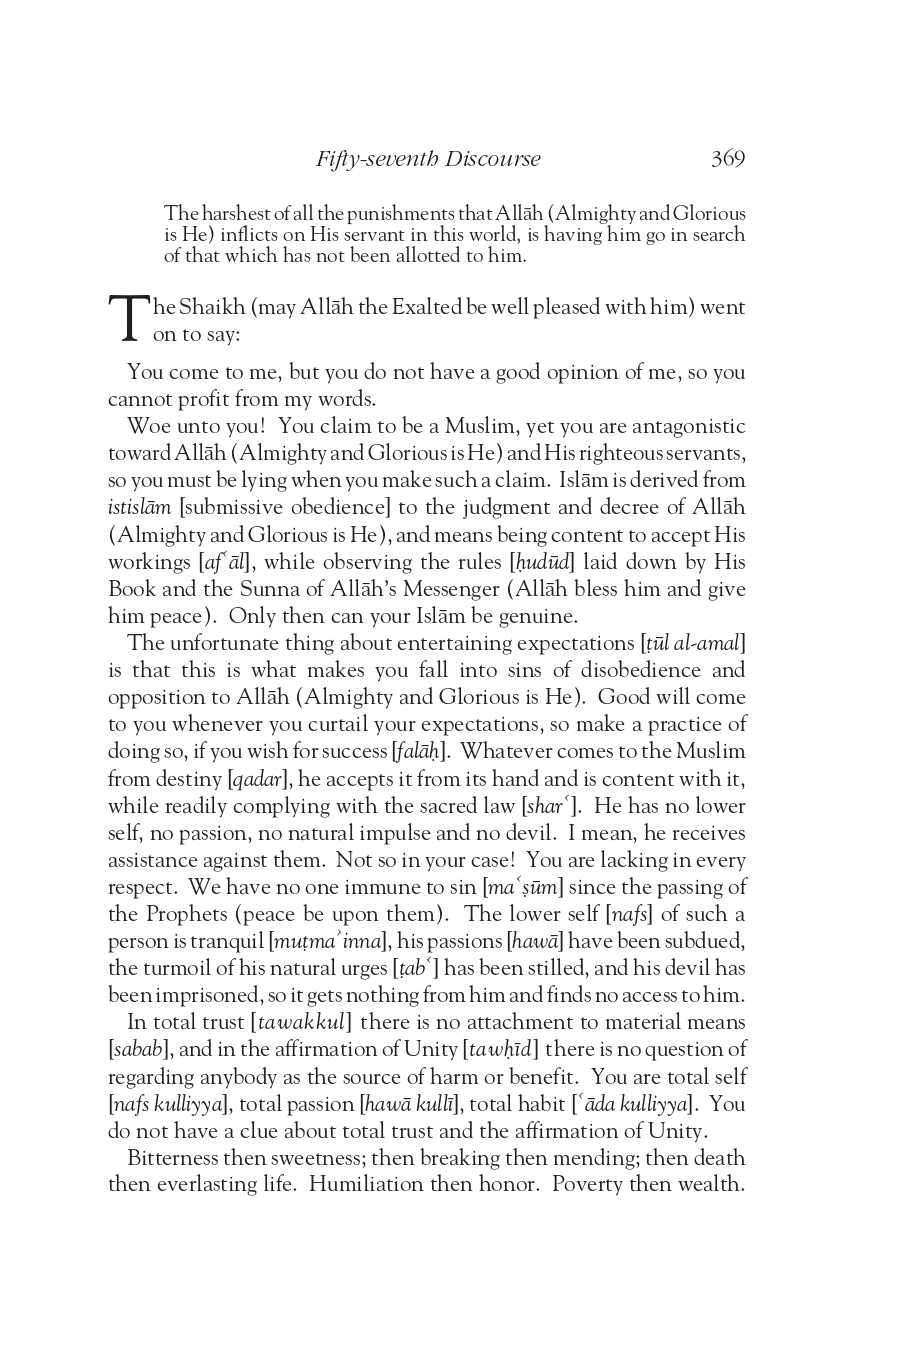 Fifty-seventh Discourse 369
The harshest of all the punishments that Allāh (Almighty and Glorious
is He) inflicts on His servant in this world, is having him go in search
of that which has not been allotted to him.
The Shaikh (may Allāh the Exalted be well pleased with him) went
on to say:
You come to me, but you do not have a good opinion of me, so you
cannot profit from my words.
Woe unto you! You claim to be a Muslim, yet you are antagonistic
toward Allāh (Almighty and Glorious is He) and His righteous servants,
so you must be lying when you make such a claim. Islām is derived from
istislām [submissive obedience] to the judgment and decree of Allāh
(Almighty and Glorious is He), and means being content to accept His
workings [afʿāl], while observing the rules [ḥudūd] laid down by His
Book and the Sunna of Allāh’s Messenger (Allāh bless him and give
him peace). Only then can your Islām be genuine.
The unfortunate thing about entertaining expectations [ṭūl al-amal]
is that this is what makes you fall into sins of disobedience and
opposition to Allāh (Almighty and Glorious is He). Good will come
to you whenever you curtail your expectations, so make a practice of
doing so, if you wish for success [falāḥ]. Whatever comes to the Muslim
from destiny [qadar], he accepts it from its hand and is content with it,
while readily complying with the sacred law [sharʿ]. He has no lower
self, no passion, no natural impulse and no devil. I mean, he receives
assistance against them. Not so in your case! You are lacking in every
respect. We have no one immune to sin [maʿṣūm] since the passing of
the Prophets (peace be upon them). The lower self [nafs] of such a
person is tranquil [muṭmaʾinna], his passions [hawā] have been subdued,
the turmoil of his natural urges [ṭabʿ] has been stilled, and his devil has
been imprisoned, so it gets nothing from him and finds no access to him.
In total trust [tawakkul] there is no attachment to material means
[sabab], and in the affirmation of Unity [tawḥīd] there is no question of
regarding anybody as the source of harm or benefit. You are total self
[nafs kulliyya], total passion [hawā kullī], total habit [ʿāda kulliyya]. You
do not have a clue about total trust and the affirmation of Unity.
Bitterness then sweetness; then breaking then mending; then death
then everlasting life. Humiliation then honor. Poverty then wealth.